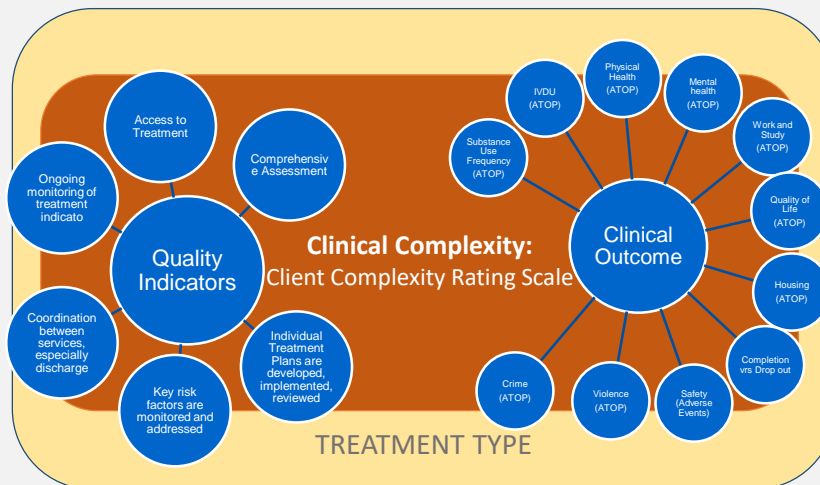 Access to
Treatment
Comprehensiv
e Assessment
Ongoing
monitoring of
treatment
indicato
Quality
Indicators
Coordination
between
services,
especially
discharge
Key risk
factors are
monitored and
addressed
Individual
Treatment
Plans are
developed,
implemented,
reviewed
Clinical Complexity:
Client Complexity Rating Scale
Clinical
Outcome
Substance
Use
Frequency
(ATOP)
IVDU
(ATOP)
Physical
Health
(ATOP)
Mental
health
(ATOP)
Work and
Study
(ATOP)
Quality of
Life
(ATOP)
Housing
(ATOP)
Completion
vrs Drop out
Safety
(Adverse
Events)
Violence
(ATOP)
Crime
(ATOP)
TREATMENT TYPE